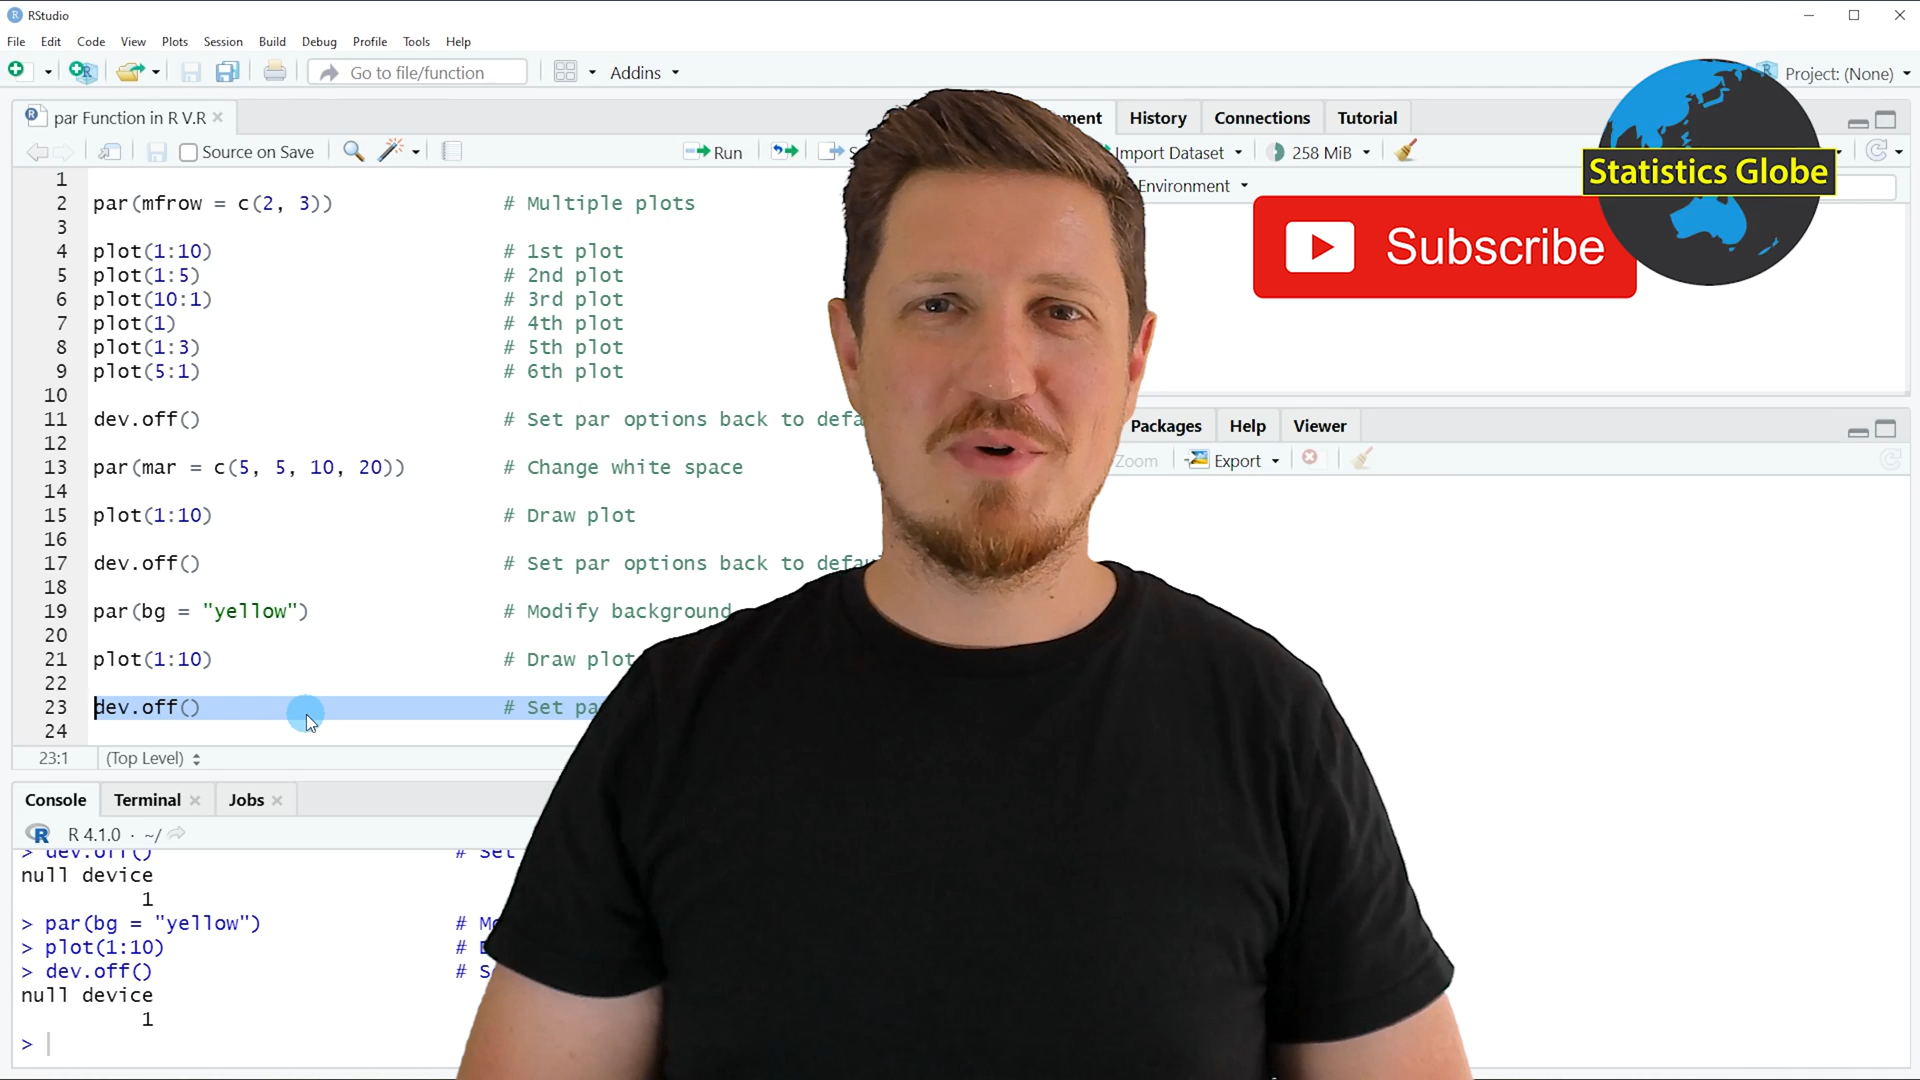 RStudio
File Edit Code View Plots Session Build Debug Profile Tools Help
Go to file/function Addins Project: (None)
par Function in R V.R
Source on Save Run
1
2 par(mfrow = c(2, 3)) # Multiple plots
3
4 plot(1:10) # 1st plot
5 plot(1:5) # 2nd plot
6 plot(10:1) # 3rd plot
7 plot(1) # 4th plot
8 plot(1:3) # 5th plot
9 plot(5:1) # 6th plot
10
11 dev.off() # Set par options back to
12
13 par(mar = c(5, 5, 10, 20)) # Change white space
14
15 plot(1:10) # Draw plot
16
17 dev.off() # Set par options back to
18
19 par(bg = "yellow") # Modify background
20
21 plot(1:10) # Draw plot
22
23 dev.off() # Set
24
23:1 (Top Level)
Console Terminal Jobs
R 4.1.0 · ~/
> dev.off() # Set
null device
1
> par(bg = "yellow") #
> plot(1:10) #
> dev.off() #
null device
1
>
History Connections Tutorial
Import Dataset 258 MiB
Environment
Statistics Globe
Subscribe
Packages Help Viewer
Zoom Export